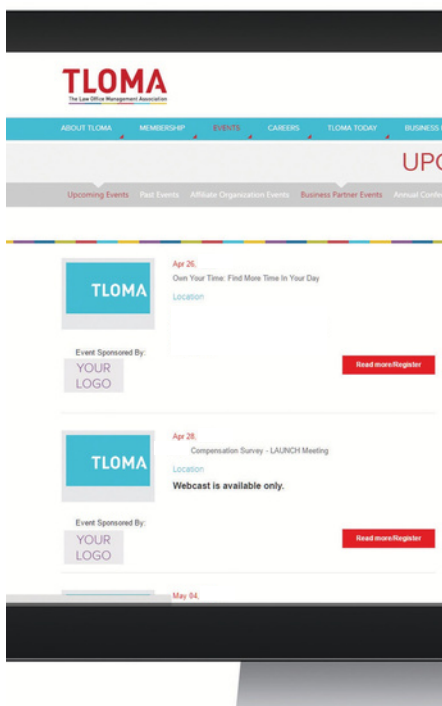 TLOMA
The Law Office Management Association
ABOUT TLOMA MEMBERSHIP EVENTS CAREERS TLOMA TODAY BUSINESS
UPC
Upcoming Events Past Events Affiliate Organization Events Business Partner Events Annual Confe
Apr 26,
Own Your Time: Find More Time In Your Day
TLOMA
Location
Event Sponsored By:
YOUR
LOGO
Read more/Register
Apr 28,
Compensation Survey - LAUNCH Meeting
TLOMA
Location
Webcast is available only.
Event Sponsored By:
YOUR
LOGO
Read more/Register
May 04,